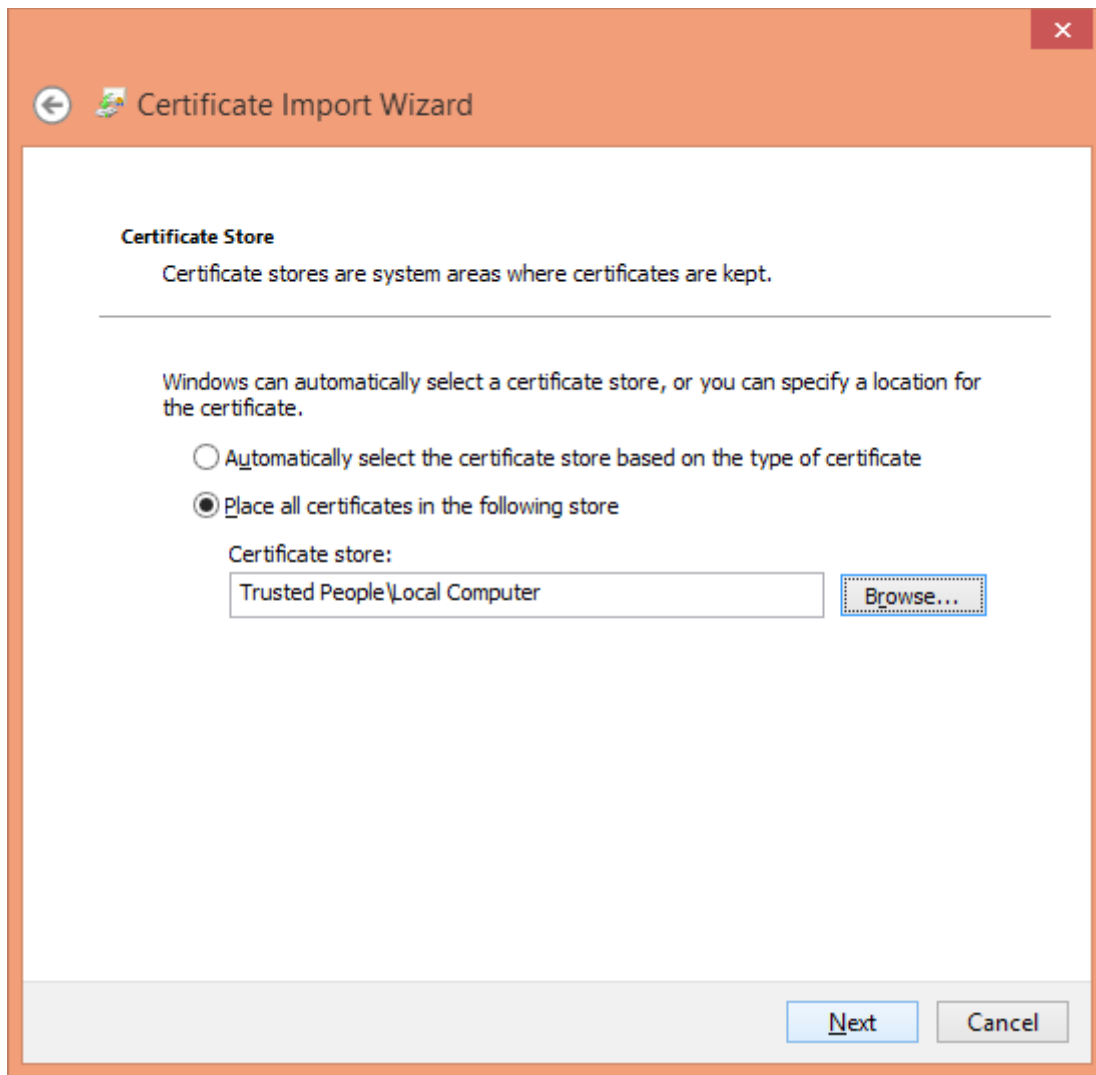 Certificate Import Wizard
Certificate Store
Certificate stores are system areas where certificates are kept.
Windows can automatically select a certificate store, or you can specify a location for
the certificate.
Automatically select the certificate store based on the type of certificate
Place all certificates in the following store
Certificate store:
Trusted People\Local Computer
Browse...
Next
Cancel